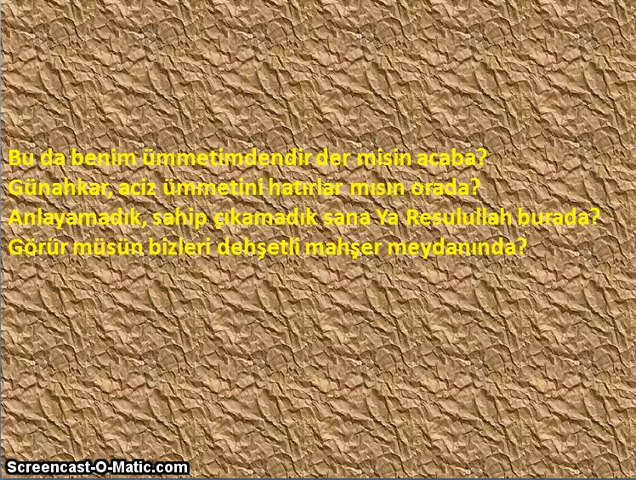 Bu da benim ümmetimdendir der misin acaba?
Günahkar, aciz ümmetini hatırlar mısın orada?
Anlayamadık, sahip çıkamadık sana Ya Resulullah burada?
Görür müsün bizleri dehşetli mahşer meydanında?
Screencast-O-Matic.com